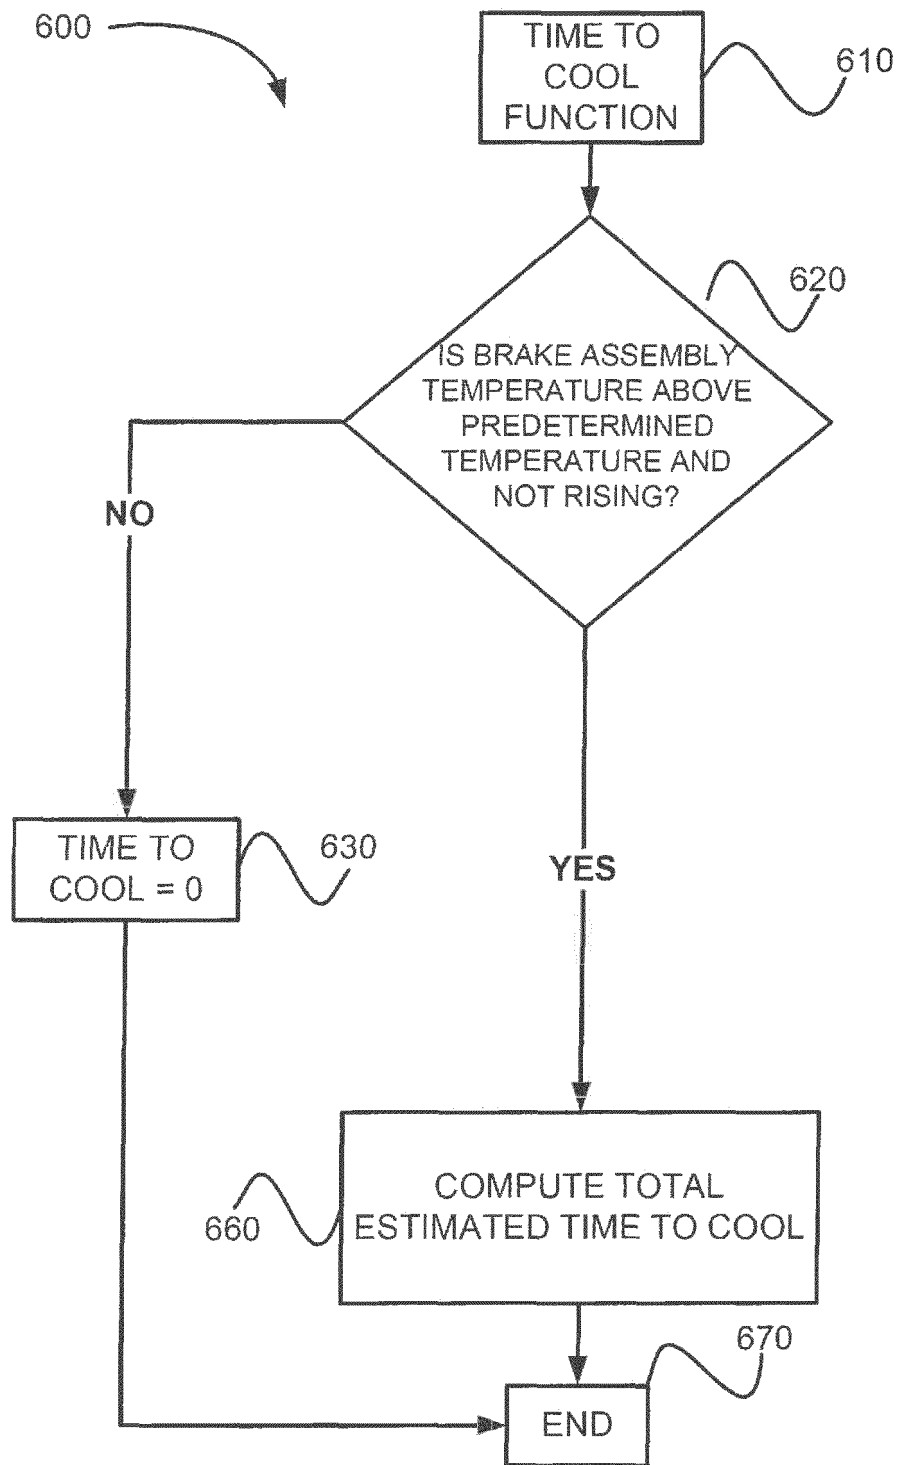 600
TIME TO
COOL
FUNCTION
610
620
IS BRAKE ASSEMBLY
TEMPERATURE ABOVE
PREDETERMINED
TEMPERATURE AND
NOT RISING?
NO
TIME TO
COOL = 0
630
YES
COMPUTE TOTAL
ESTIMATED TIME TO COOL
660
670
END